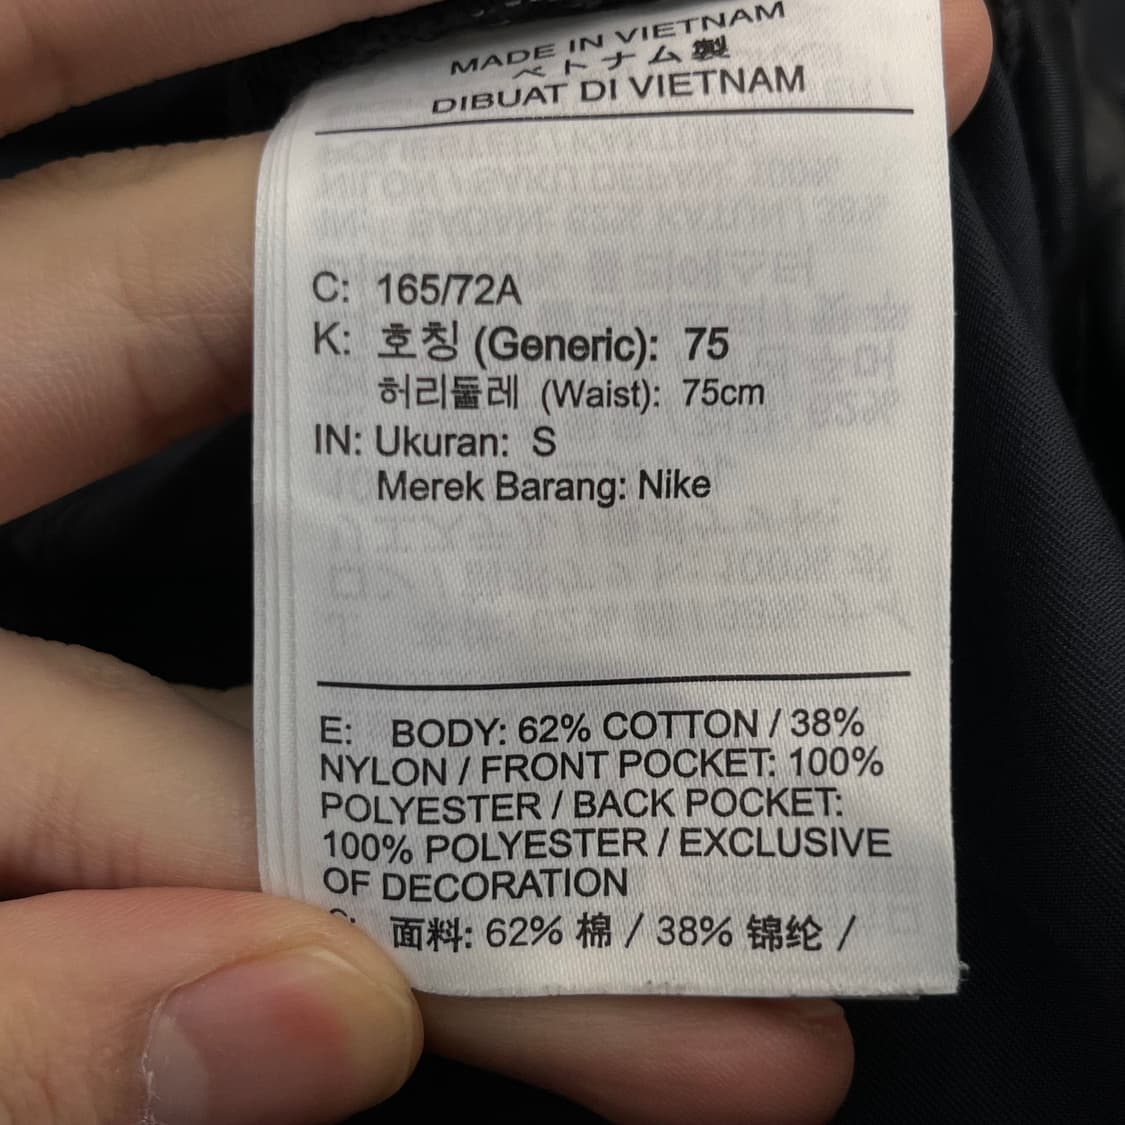 MADE IN VIETNAM
ベトナム製
DIBUAT DI VIETNAM
C: 165/72A
K: 호칭 (Generic): 75
허리둘레 (Waist): 75cm
IN: Ukuran: S
Merek Barang: Nike
E: BODY: 62% COTTON / 38%
NYLON / FRONT POCKET: 100%
POLYESTER / BACK POCKET:
100% POLYESTER / EXCLUSIVE
OF DECORATION
面料: 62% 棉 / 38% 锦纶 /